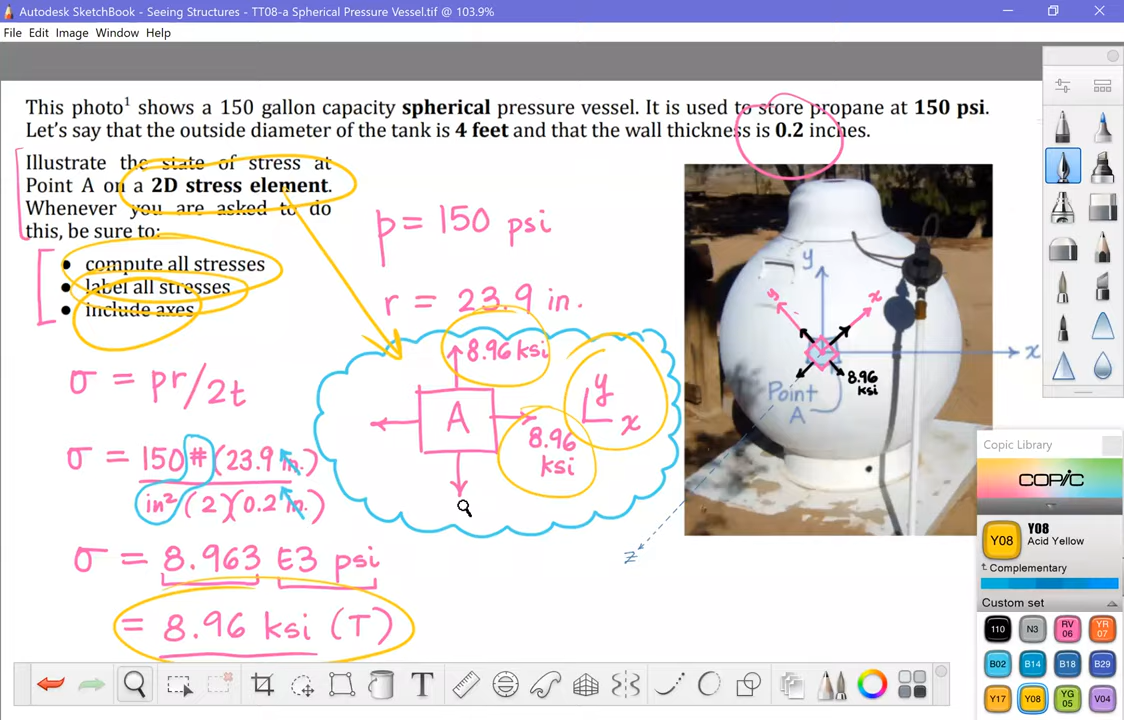 Autodesk SketchBook - Seeing Structures - TT08-a Spherical Pressure Vessel.tif @ 103.9%
File Edit Image Window Help
This photo¹ shows a 150 gallon capacity spherical pressure vessel. It is used to store propane at 150 psi.
Let's say that the outside diameter of the tank is 4 feet and that the wall thickness is 0.2 inches.
Illustrate the state of stress at
Point A on a 2D stress element.
Whenever you are asked to do
this, be sure to:
• compute all stresses
• label all stresses
• include axes
p = 150 psi
r = 23.9 in.
σ = pr/2t
σ = 150 # (23.9 in.)
in² (2)(0.2 in.)
σ = 8.963 E3 psi
= 8.96 ksi (T)
8.96 ksi
A
8.96
ksi
y
x
y
y
x
x
8.96
ksi
Point
A
z
Copic Library
COPIC
Y08
Y08
Acid Yellow
Complementary
Custom set
110
N3
RV
06
YR
07
B02
B14
B18
B29
Y17
Y08
YG
05
V04
T